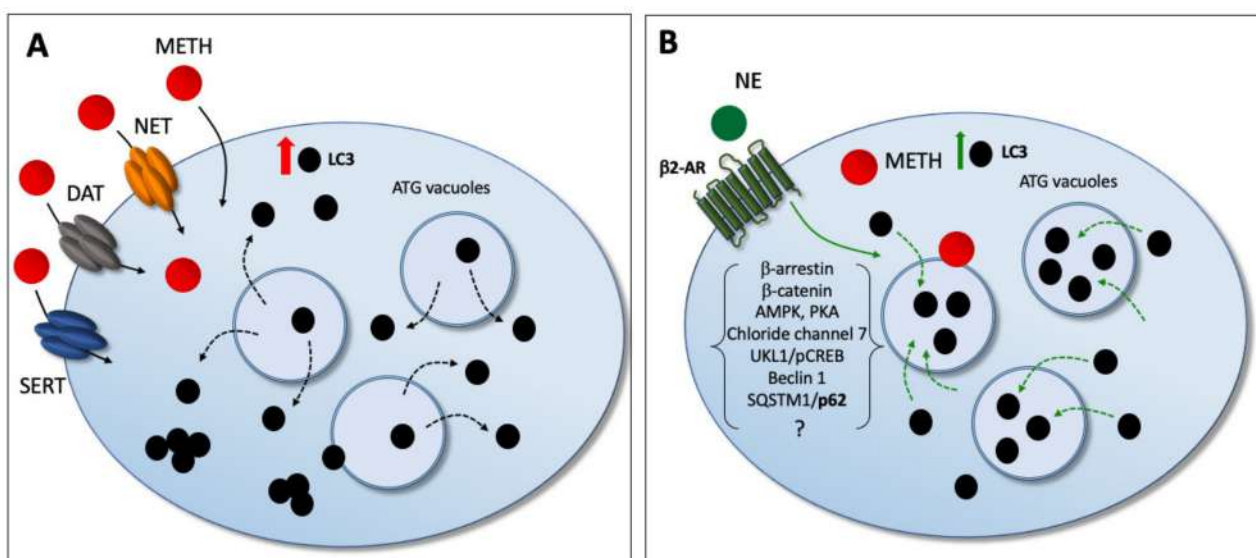 A
METH
NET
DAT
SERT
LC3
ATG vacuoles
B
NE
β2-AR
METH
LC3
ATG vacuoles
β-arrestin
β-catenin
AMPK, PKA
Chloride channel 7
UKL1/pCREB
Beclin 1
SQSTM1/p62
?